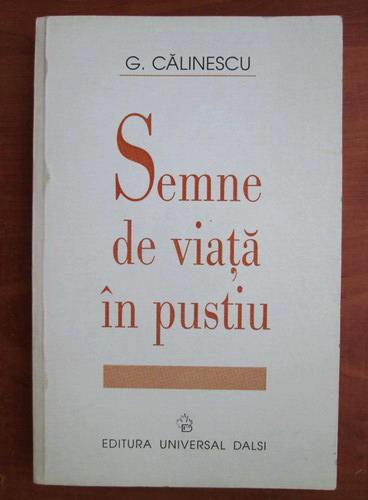 G. CĂLINESCU
Semne
de viață
în pustiu
EDITURA UNIVERSAL DALSI